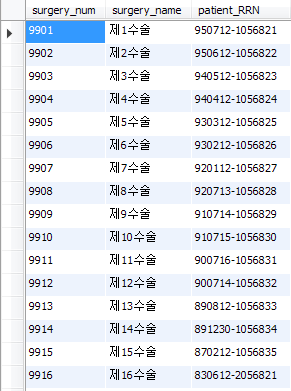 surgery_num surgery_name patient_RRN
9901 제1수술 950712-1056821
9902 제2수술 950612-1056822
9903 제3수술 940512-1056823
9904 제4수술 940412-1056824
9905 제5수술 930312-1056825
9906 제6수술 930212-1056826
9907 제7수술 920112-1056827
9908 제8수술 920713-1056828
9909 제9수술 910714-1056829
9910 제10수술 910715-1056830
9911 제11수술 900716-1056831
9912 제12수술 900714-1056832
9913 제13수술 890812-1056833
9914 제14수술 891230-1056834
9915 제15수술 870212-1056835
9916 제16수술 830612-2056821